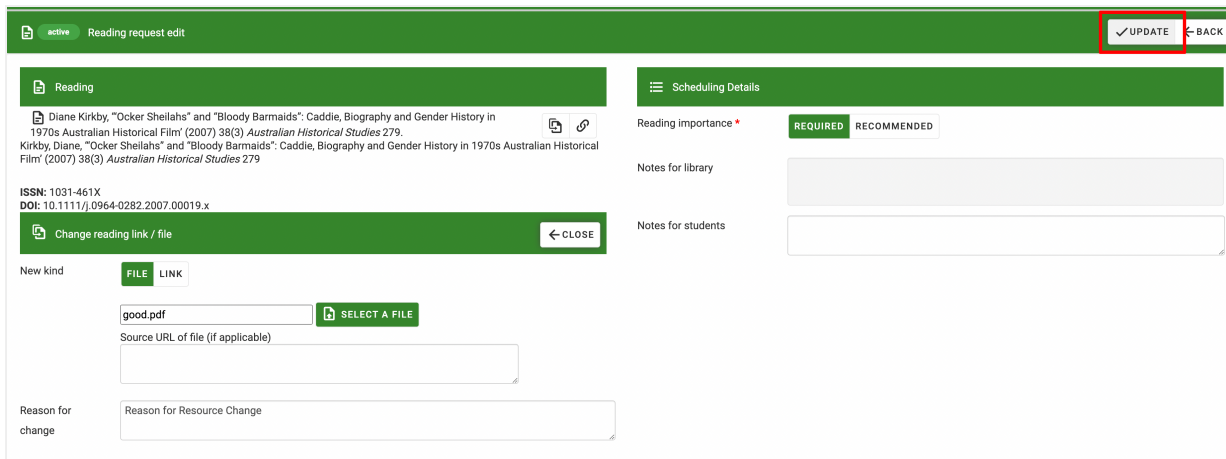 active Reading request edit
UPDATE
BACK
Reading
Diane Kirby, “‘Ocker Sheilahs” and “Bloody Barmaids”: Caddie, Biography and Gender History in
1970s Australian Historical Film’ (2007) 38(3) Australian Historical Studies 279.
Kirby, Diane, “‘Ocker Sheilahs” and “Bloody Barmaids”: Caddie, Biography and Gender History in 1970s Australian Historical
Film’ (2007) 38(3) Australian Historical Studies 279
ISSN: 1031-461X
DOI: 10.1111/j.0964-0282.2007.00019.x
Change reading link / file
CLOSE
New kind
FILE LINK
good.pdf
SELECT A FILE
Source URL of file (if applicable)
Reason for
change
Reason for Resource Change
Scheduling Details
Reading importance *
REQUIRED RECOMMENDED
Notes for library
Notes for students